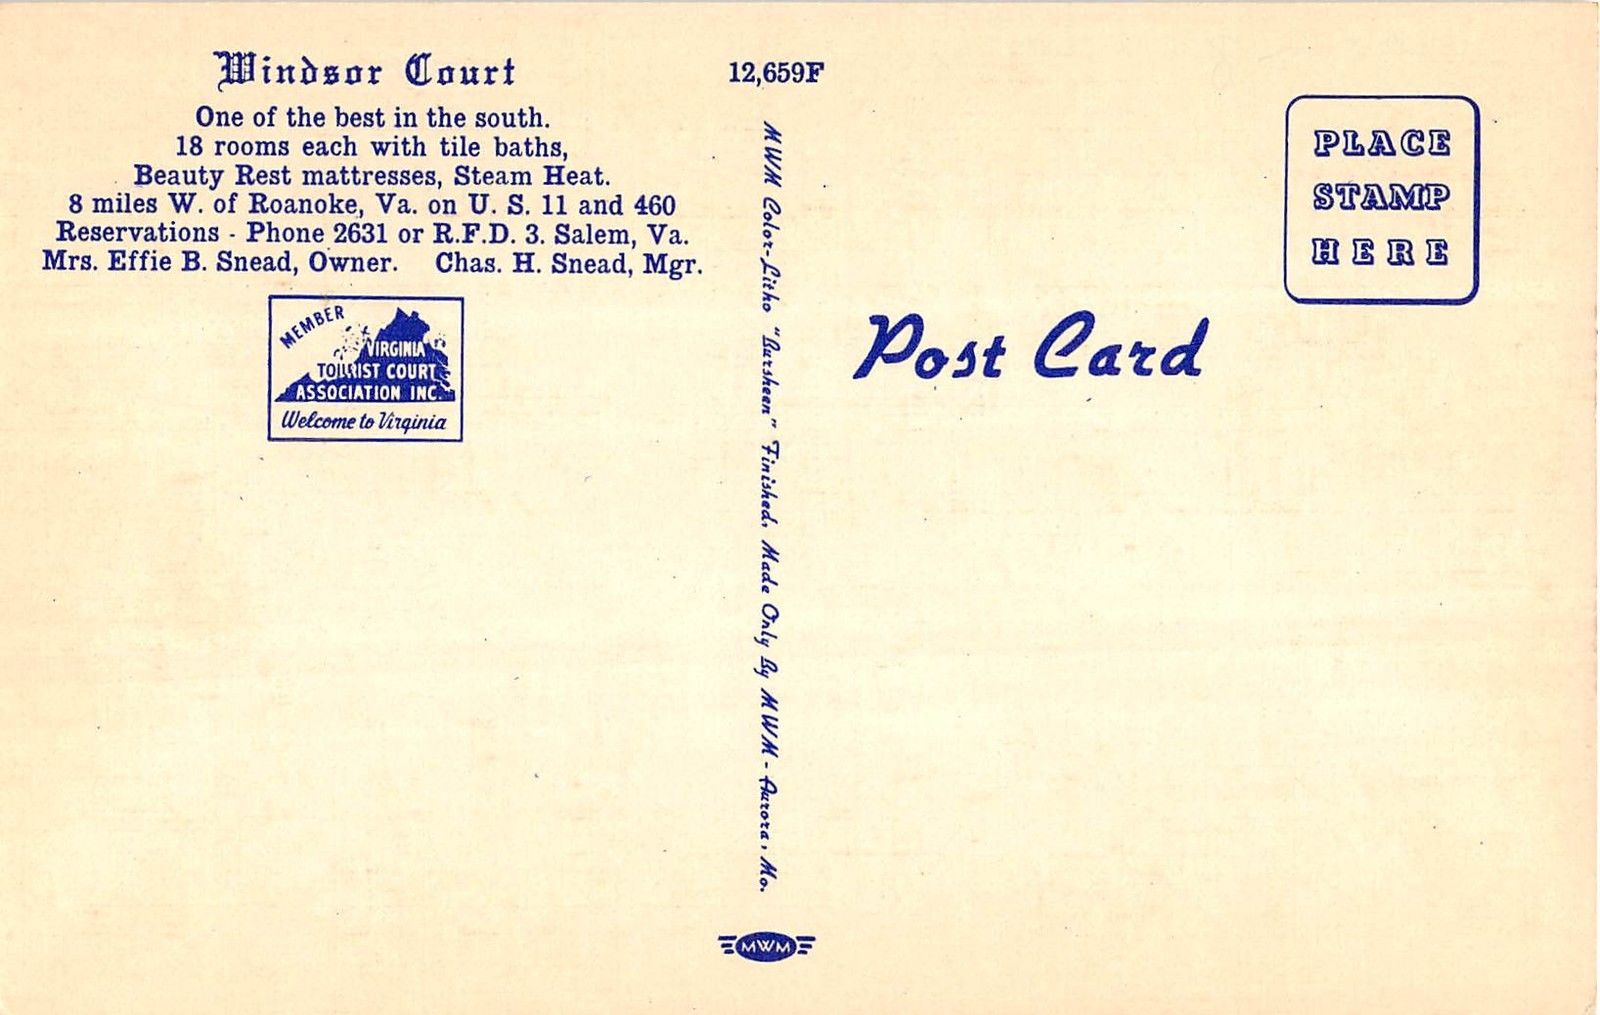 Windsor Court
One of the best in the south.
18 rooms each with tile baths,
Beauty Rest mattresses, Steam Heat.
8 miles W. of Roanoke, Va. on U. S. 11 and 460
Reservations - Phone 2631 or R.F.D. 3. Salem, Va.
Mrs. Effie B. Snead, Owner. Chas. H. Snead, Mgr.
MEMBER
VIRGINIA
TOURIST COURT
ASSOCIATION INC.
Welcome to Virginia
12,659F
MWM Color-Litho "Bursheen" Finished. Made Only By MWM - Aurora, Mo.
MWM
PLACE
STAMP
HERE
Post Card